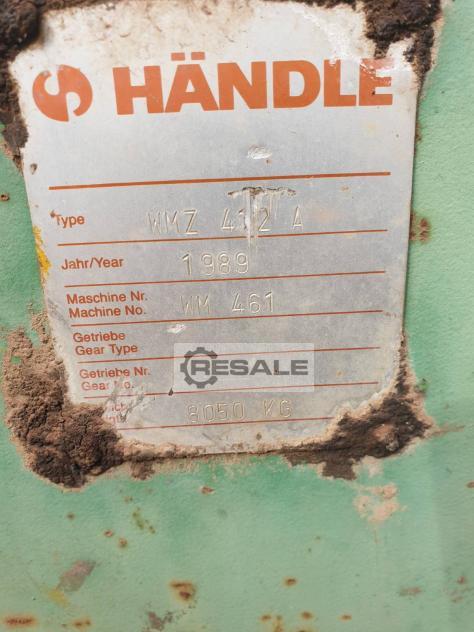 HÄNDLE
Type WMZ 412 A
Jahr/Year 1989
Maschine Nr. WM 461
Machine No.
Getriebe
Gear Type
RESALE
Getriebe Nr.
Gear No.
8050 KG